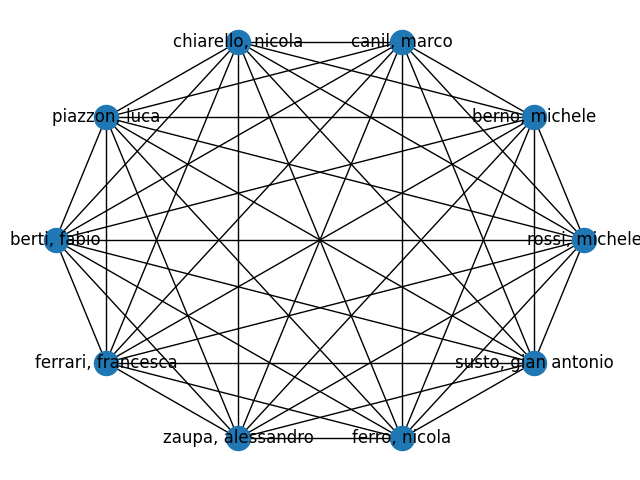 chiarello, nicola
canil, marco
piazzon, luca
berno, michele
berti, fabio
rossi, michele
ferrari, francesca
susto, gian antonio
zaupa, alessandro
ferro, nicola